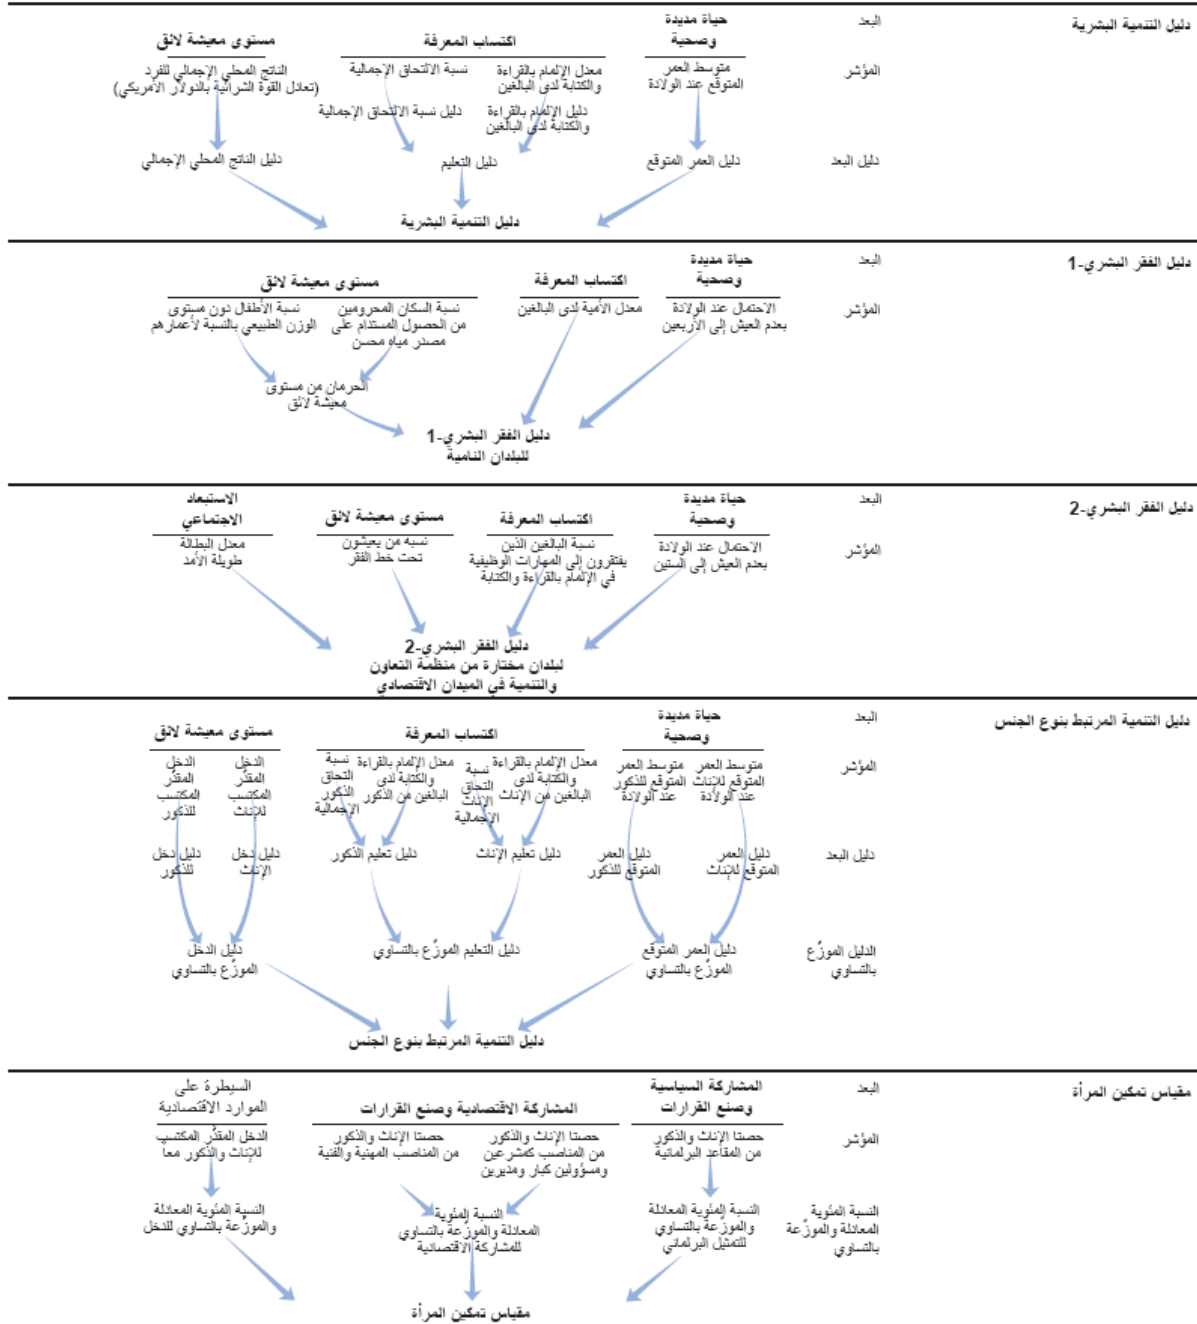 دليل التنمية البشرية
البعد
حياة مديدة
وصحية
اكتساب المعرفة
مستوى معيشة لائق
المؤشر
متوسط العمر
المتوقع عند الولادة
معدل الإلمام بالقراءة
والكتابة لدى البالغين
نسبة الالتحاق الإجمالية
الناتج المحلي الإجمالي للفرد
(تعادل القوة الشرائية بالدولار الأمريكي)
دليل الإلمام بالقراءة
والكتابة لدى البالغين
دليل نسبة الالتحاق الإجمالية
دليل البعد
دليل العمر المتوقع
دليل التعليم
دليل الناتج المحلي الإجمالي
دليل التنمية البشرية
دليل الفقر البشري-1
البعد
حياة مديدة
وصحية
اكتساب المعرفة
مستوى معيشة لائق
المؤشر
الاحتمال عند الولادة
بعدم العيش إلى الأربعين
معدل الأمية لدى البالغين
نسبة السكان المحرومين
من الحصول المستدام على
مصدر مياه محسن
نسبة الأطفال دون مستوى
الوزن الطبيعي بالنسبة لأعمارهم
الحرمان من مستوى
معيشة لائق
دليل الفقر البشري-1
للبلدان النامية
دليل الفقر البشري-2
البعد
حياة مديدة
وصحية
اكتساب المعرفة
مستوى معيشة لائق
الاستبعاد
الاجتماعي
المؤشر
الاحتمال عند الولادة
بعدم العيش إلى الستين
نسبة البالغين الذين
يفتقرون إلى المهارات الوظيفية
في الإلمام بالقراءة والكتابة
نسبة من يعيشون
تحت خط الفقر
معدل البطالة
طويلة الأمد
دليل الفقر البشري-2
لبلدان مختارة من منظمة التعاون
والتنمية في الميدان الاقتصادي
دليل التنمية المرتبط بنوع الجنس
البعد
حياة مديدة
وصحية
اكتساب المعرفة
مستوى معيشة لائق
المؤشر
متوسط العمر
المتوقع للإناث
عند الولادة
متوسط العمر
المتوقع للذكور
عند الولادة
معدل الإلمام بالقراءة
والكتابة لدى
البالغين من الإناث
نسبة
التحاق
الإناث
الإجمالية
معدل الإلمام بالقراءة
والكتابة لدى
البالغين من الذكور
نسبة
التحاق
الذكور
الإجمالية
الدخل
المقدَّر
المكتسب
للإناث
الدخل
المقدَّر
المكتسب
للذكور
دليل البعد
دليل العمر
المتوقع للإناث
دليل العمر
المتوقع للذكور
دليل تعليم الإناث
دليل تعليم الذكور
دليل دخل
الإناث
دليل دخل
للذكور
الدليل الموزَّع
بالتساوي
دليل العمر المتوقع
الموزَّع بالتساوي
دليل التعليم الموزَّع بالتساوي
دليل الدخل
الموزَّع بالتساوي
دليل التنمية المرتبط بنوع الجنس
مقياس تمكين المرأة
البعد
المشاركة السياسية
وصنع القرارات
المشاركة الاقتصادية وصنع القرارات
السيطرة على
الموارد الاقتصادية
المؤشر
حصتا الإناث والذكور
من المقاعد البرلمانية
حصتا الإناث والذكور
من المناصب كمشرعين
ومسؤولين كبار ومديرين
حصتا الإناث والذكور
من المناصب المهنية والفنية
الدخل المقدَّر المكتسب
للإناث والذكور معاً
النسبة المئوية
المعادلة والموزَّعة
بالتساوي
النسبة المئوية المعادلة
والموزَّعة بالتساوي
للتمثيل البرلماني
النسبة المئوية
المعادلة والموزَّعة بالتساوي
للمشاركة الاقتصادية
النسبة المئوية المعادلة
والموزَّعة بالتساوي للدخل
مقياس تمكين المرأة